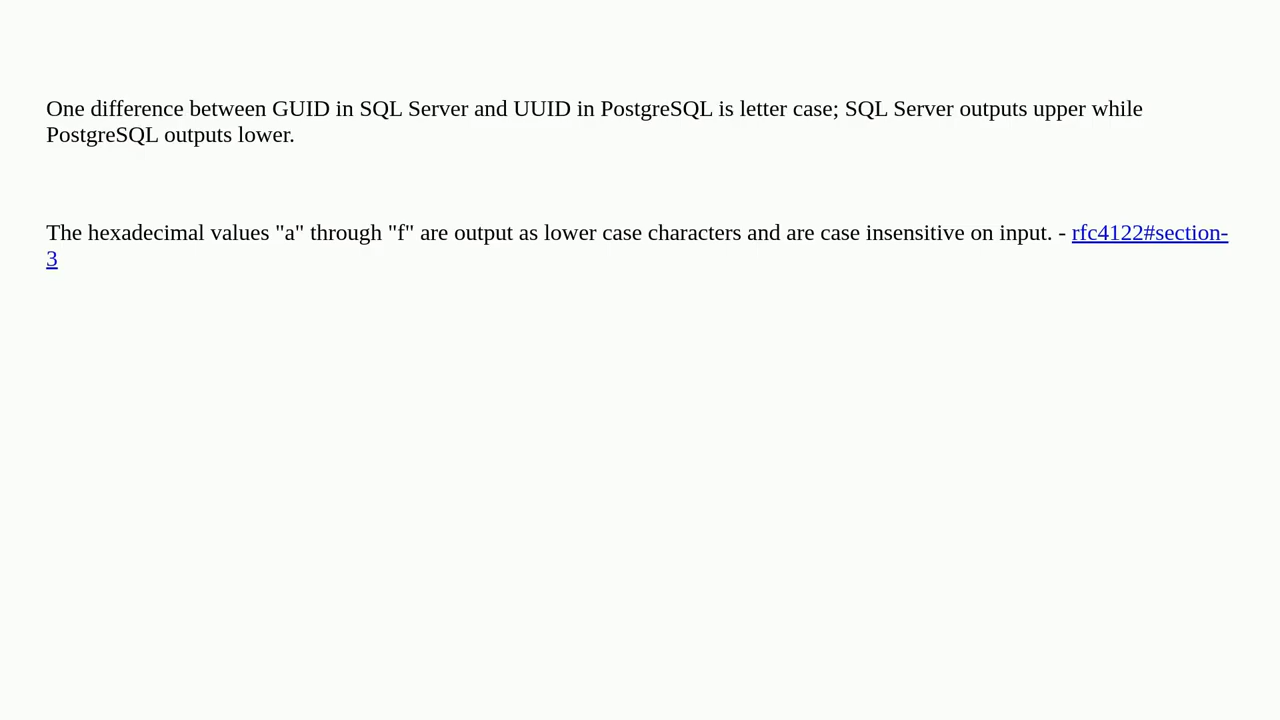 One difference between GUID in SQL Server and UUID in PostgreSQL is letter case; SQL Server outputs upper while
PostgreSQL outputs lower.
The hexadecimal values "a" through "f" are output as lower case characters and are case insensitive on input. - rfc4122#section-
3